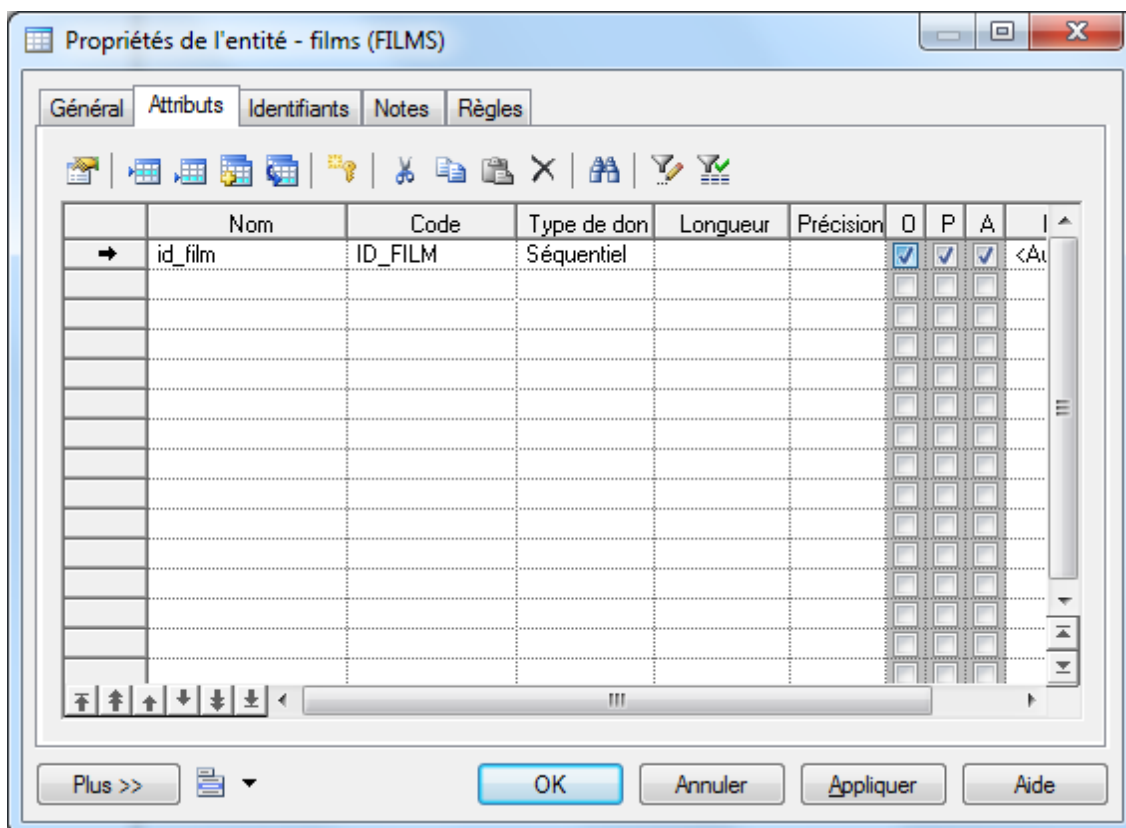 Propriétés de l'entité - films (FILMS)
Général Attributs Identifiants Notes Règles
Nom Code Type de don Longueur Précision O P A
id_film ID_FILM Séquentiel <Au
Plus >> OK Annuler Appliquer Aide